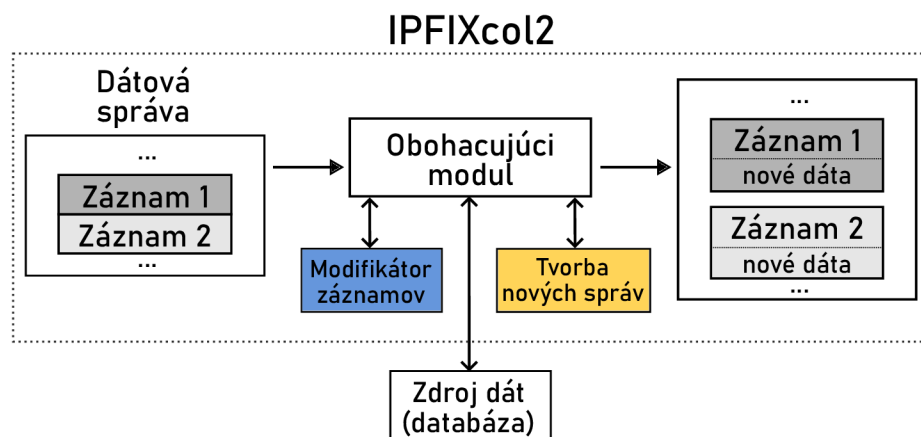 IPFIXcol2
Dátová
správa
...
Záznam 1
Záznam 2
...
Obohacujúci
modul
Modifikátor
záznamov
Tvorba
nových správ
Zdroj dát
(databáza)
...
Záznam 1
nové dáta
Záznam 2
nové dáta
...